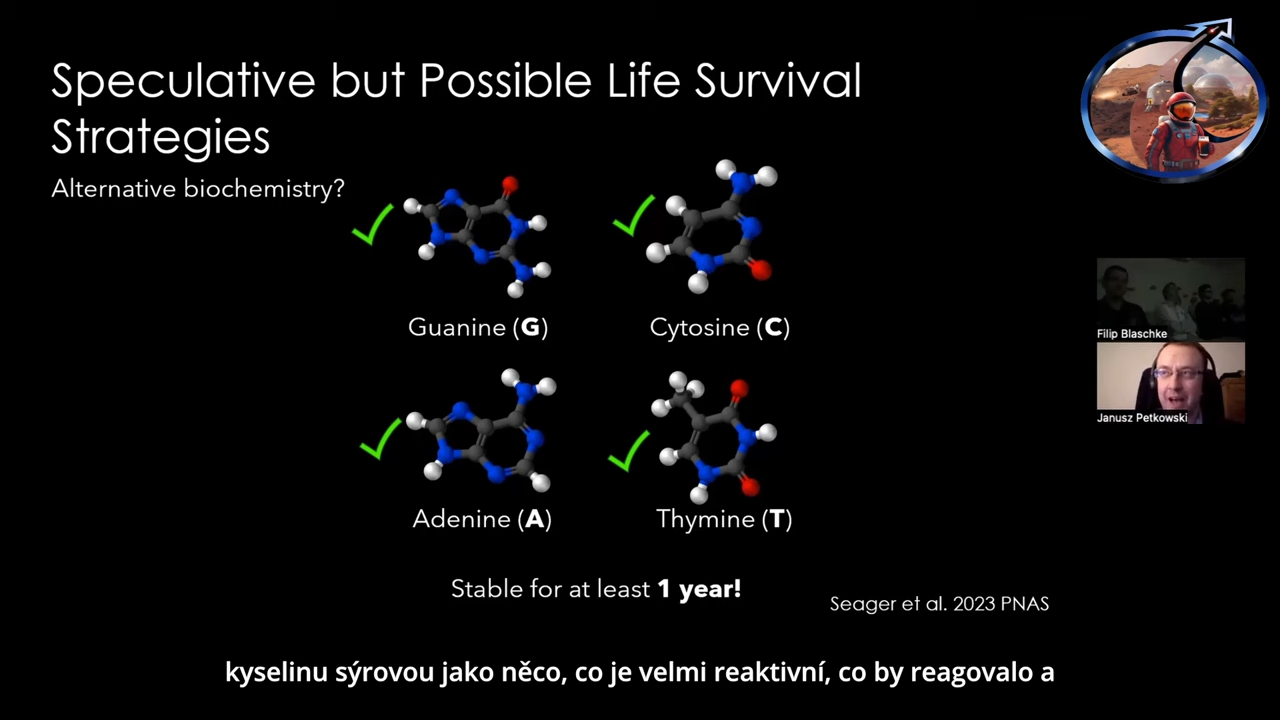 Speculative but Possible Life Survival
Strategies
Alternative biochemistry?
Guanine (G)
Cytosine (C)
Adenine (A)
Thymine (T)
Stable for at least 1 year!
Seager et al. 2023 PNAS
Filip Blaschke
Janusz Petkowski
kyselinu sýrovou jako něco, co je velmi reaktivní, co by reagovalo a